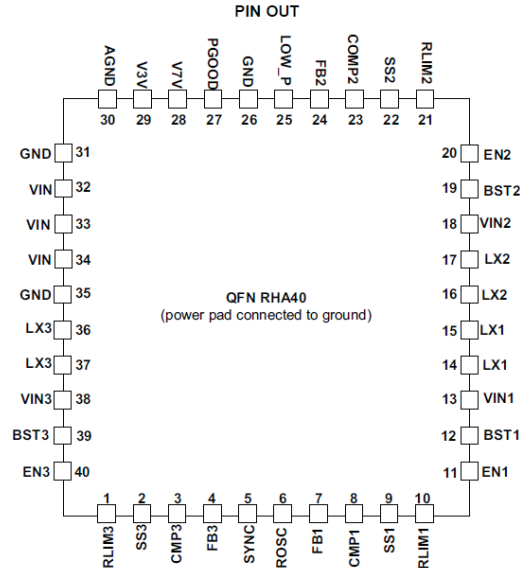 PIN OUT
AGND V3V V7V PGOOD GND LOW_P FB2 COMP2 SS2 RLIM2
30 29 28 27 26 25 24 23 22 21
GND 31 20 EN2
VIN 32 19 BST2
VIN 33 18 VIN2
VIN 34 17 LX2
GND 35 16 LX2
QFN RHA40
(power pad connected to ground)
LX3 36 15 LX1
LX3 37 14 LX1
VIN3 38 13 VIN1
BST3 39 12 BST1
EN3 40 11 EN1
1 2 3 4 5 6 7 8 9 10
RLIM3 SS3 CMP3 FB3 SYNC ROSC FB1 CMP1 SS1 RLIM1